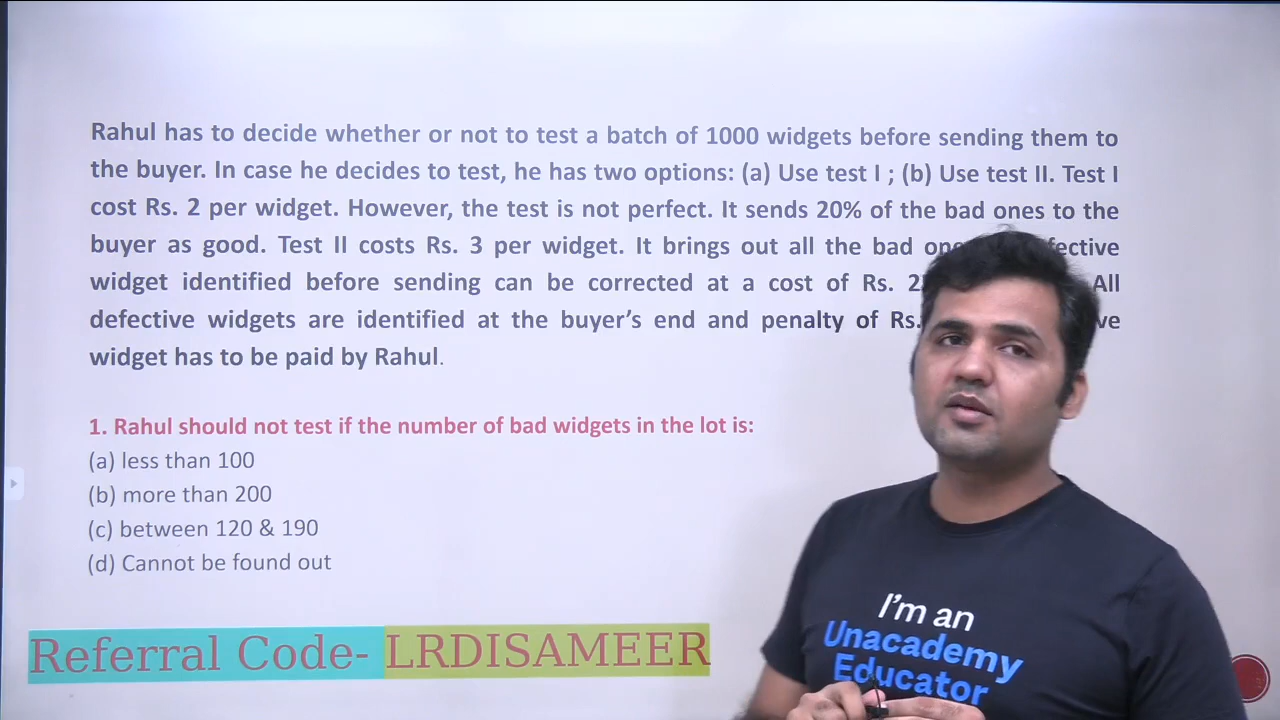 Rahul has to decide whether or not to test a batch of 1000 widgets before sending them to
the buyer. In case he decides to test, he has two options: (a) Use test I ; (b) Use test II. Test I
cost Rs. 2 per widget. However, the test is not perfect. It sends 20% of the bad ones to the
buyer as good. Test II costs Rs. 3 per widget. It brings out all the bad
widget identified before sending can be corrected at a cost of Rs. All
defective widgets are identified at the buyer's end and penalty of Rs.
widget has to be paid by Rahul.
1. Rahul should not test if the number of bad widgets in the lot is:
(a) less than 100
(b) more than 200
(c) between 120 & 190
(d) Cannot be found out
Referral Code- LRDISAMEER
I'm an
Unacademy
Educator